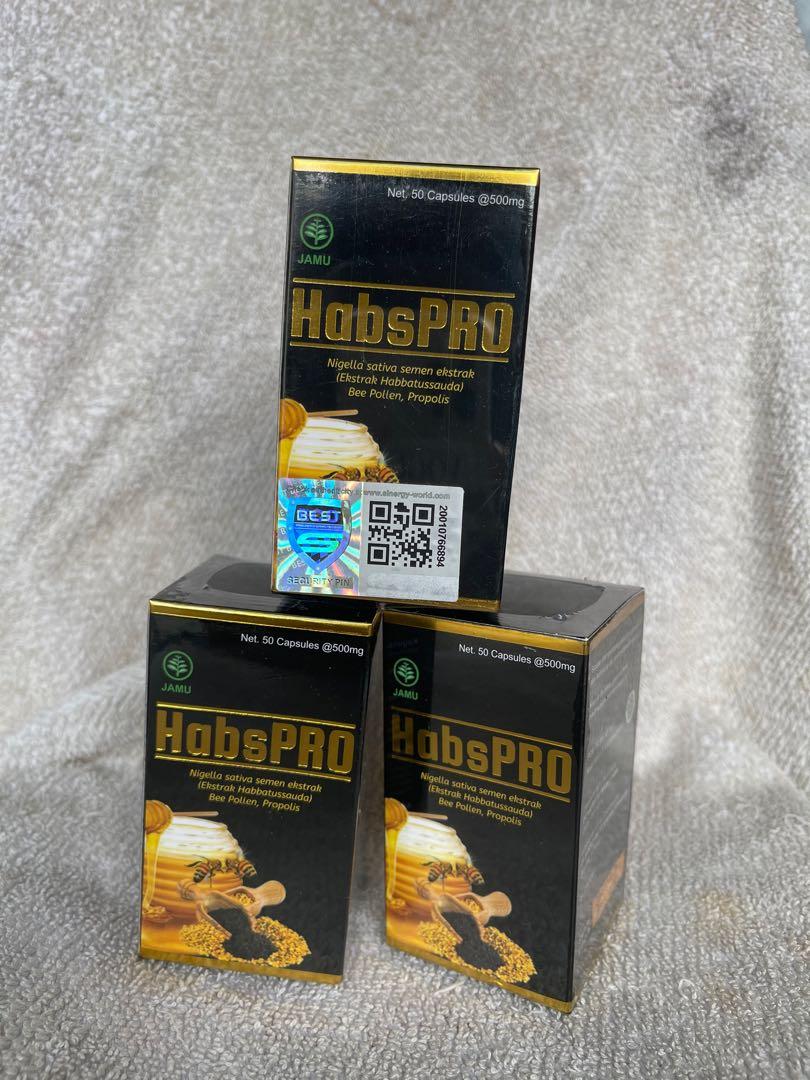 Net. 50 Capsules @500mg
JAMU
HabsPRO
Nigella sativa semen ekstrak
(Ekstrak Habbatussauda)
Bee Pollen, Propolis
www.sinergy-world.com
BEST
SECURITY PIN
20010766894
Net. 50 Capsules @500mg
JAMU
HabsPRO
Nigella sativa semen ekstrak
(Ekstrak Habbatussauda)
Bee Pollen, Propolis
Net. 50 Capsules @500mg
JAMU
HabsPRO
Nigella sativa semen ekstrak
(Ekstrak Habbatussauda)
Bee Pollen, Propolis